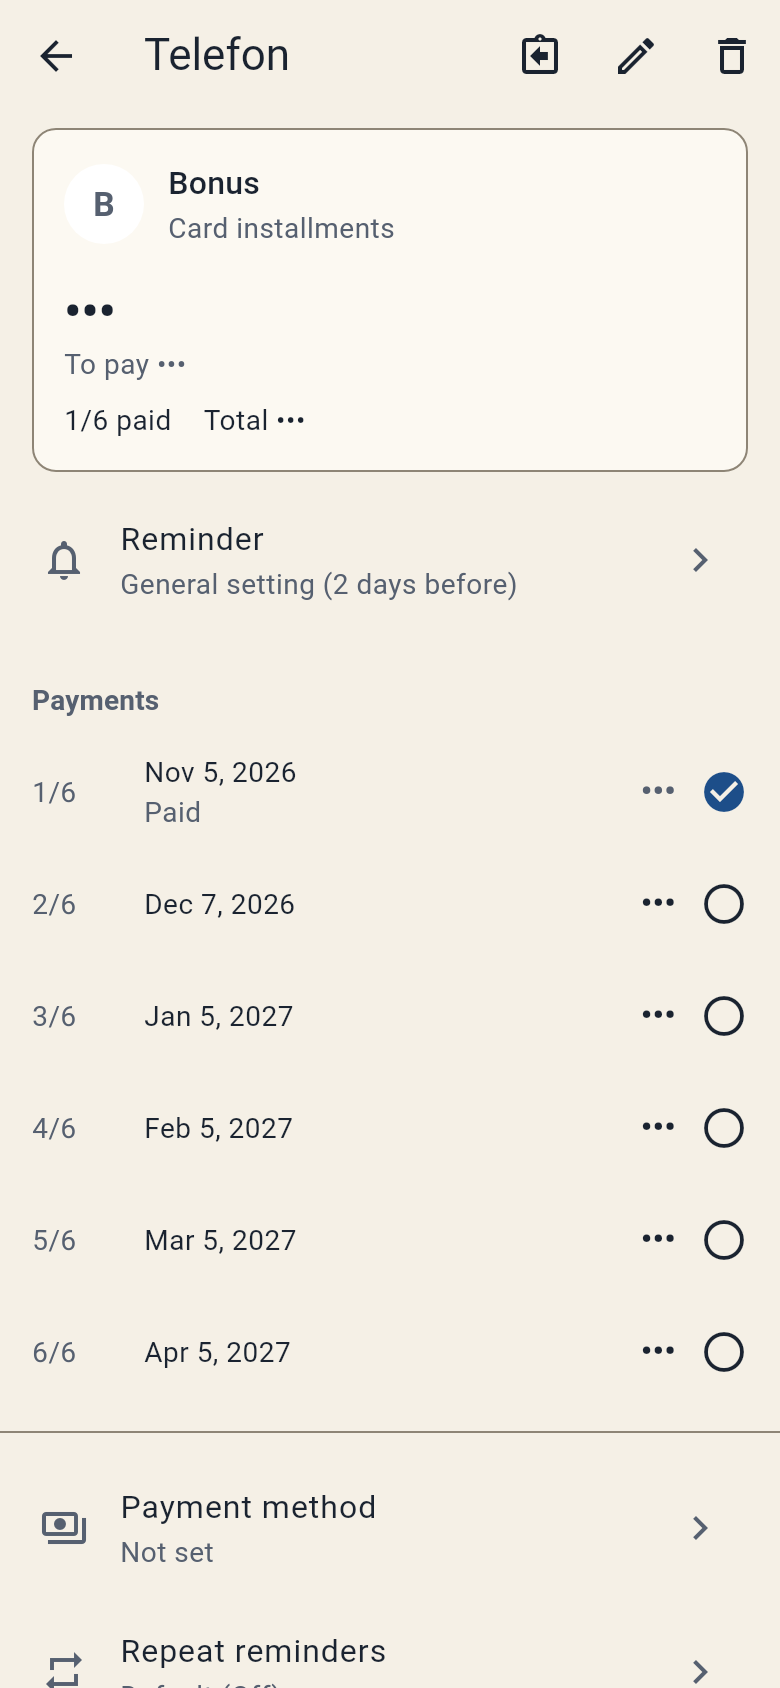 Telefon
B
Bonus
Card installments
•••
To pay •••
1/6 paid Total •••
Reminder
General setting (2 days before)
Payments
1/6 Nov 5, 2026 •••
Paid
2/6 Dec 7, 2026 •••
3/6 Jan 5, 2027 •••
4/6 Feb 5, 2027 •••
5/6 Mar 5, 2027 •••
6/6 Apr 5, 2027 •••
Payment method
Not set
Repeat reminders
Default (Off)